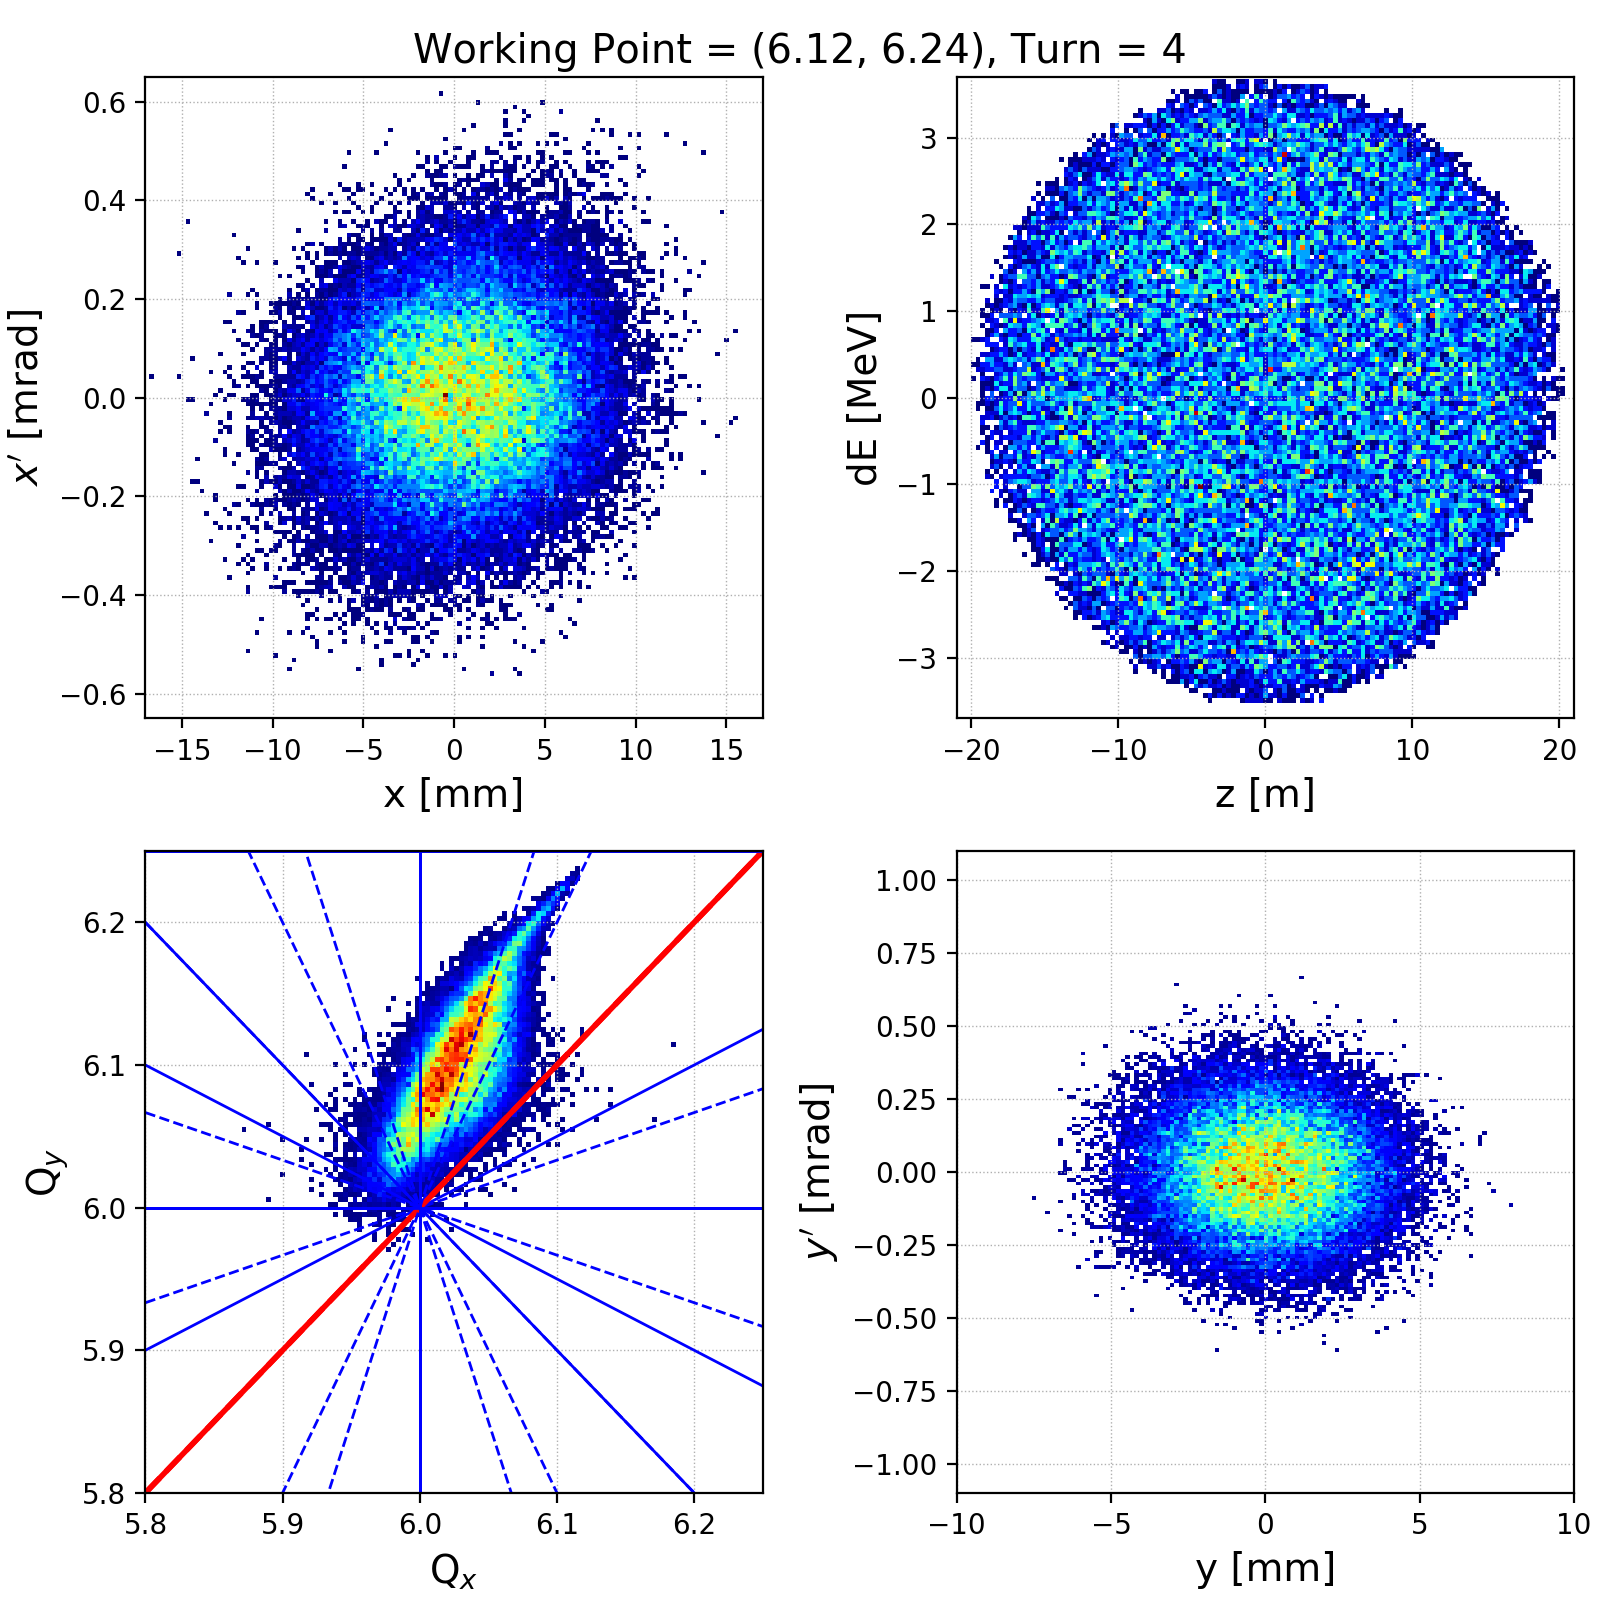 Working Point = (6.12, 6.24), Turn = 4
0.6
0.4
0.2
0.0
−0.2
−0.4
−0.6
x′ [mrad]
−15 −10 −5 0 5 10 15
x [mm]
3
2
1
0
−1
−2
−3
dE [MeV]
−20 −10 0 10 20
z [m]
6.2
6.1
6.0
5.9
5.8
Qy
5.8 5.9 6.0 6.1 6.2
Qx
1.00
0.75
0.50
0.25
0.00
−0.25
−0.50
−0.75
−1.00
y′ [mrad]
−10 −5 0 5 10
y [mm]